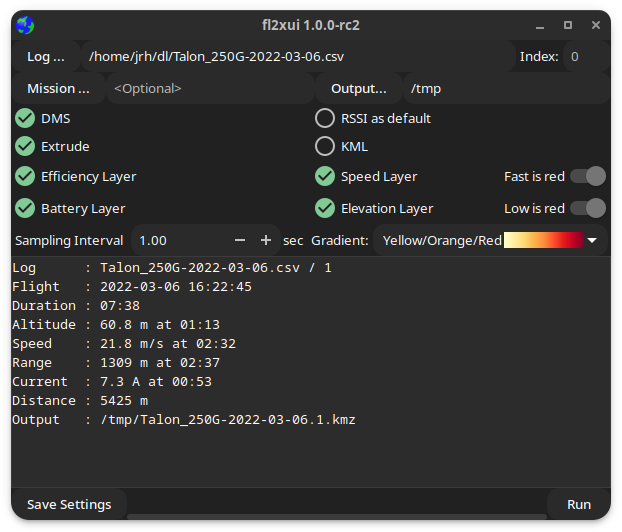 fl2xui 1.0.0-rc2
Log ... /home/jrh/dl/Talon_250G-2022-03-06.csv Index: 0
Mission ... <Optional> Output... /tmp
DMS RSSI as default
Extrude KML
Efficiency Layer Speed Layer Fast is red
Battery Layer Elevation Layer Low is red
Sampling Interval 1.00 sec Gradient: Yellow/Orange/Red
Log : Talon_250G-2022-03-06.csv / 1
Flight : 2022-03-06 16:22:45
Duration : 07:38
Altitude : 60.8 m at 01:13
Speed : 21.8 m/s at 02:32
Range : 1309 m at 02:37
Current : 7.3 A at 00:53
Distance : 5425 m
Output : /tmp/Talon_250G-2022-03-06.1.kmz
Save Settings Run